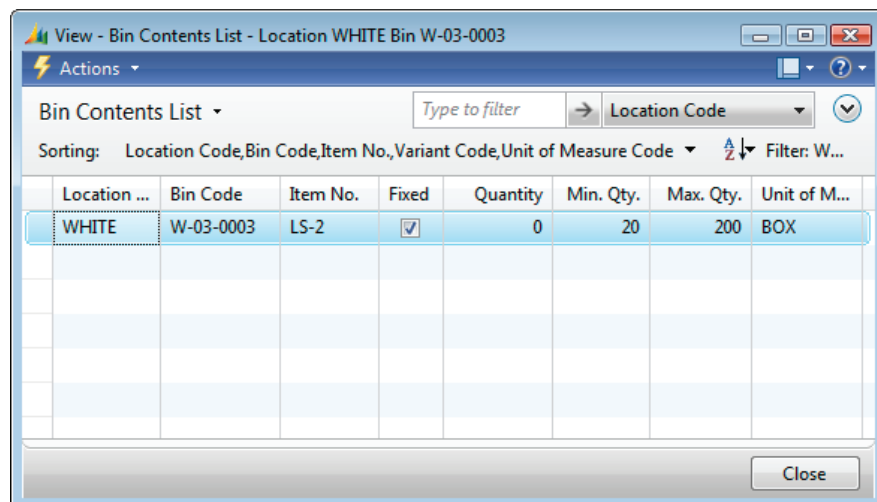 View - Bin Contents List - Location WHITE Bin W-03-0003
Actions
Bin Contents List Type to filter Location Code
Sorting: Location Code,Bin Code,Item No.,Variant Code,Unit of Measure Code Filter: W...
Location ... Bin Code Item No. Fixed Quantity Min. Qty. Max. Qty. Unit of M...
WHITE W-03-0003 LS-2 0 20 200 BOX
Close